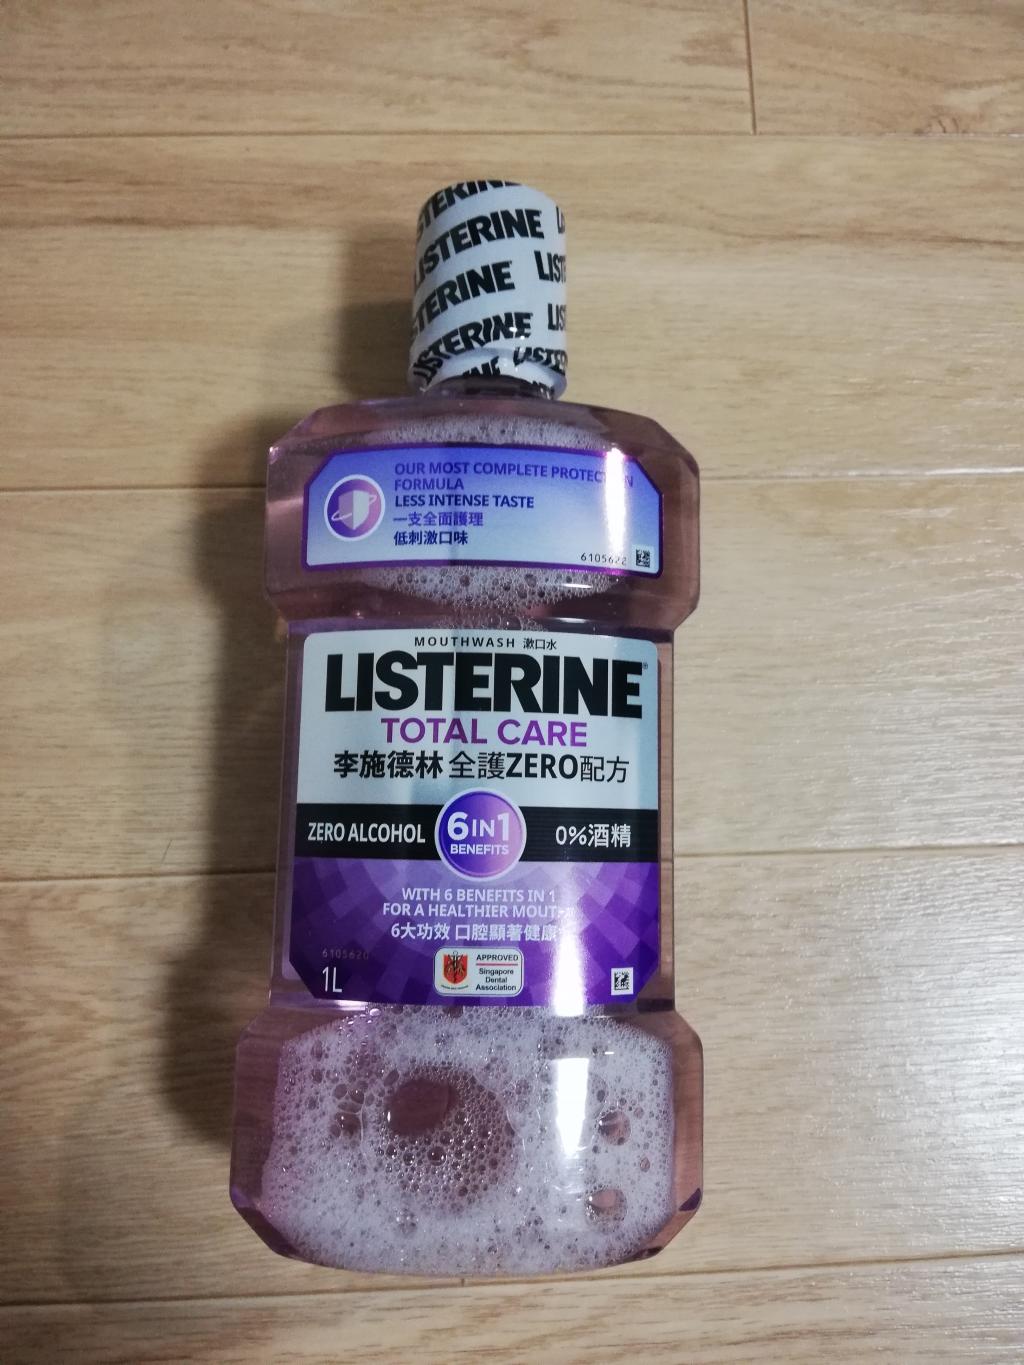 LISTERINE
LISTERINE
LISTERINE
LISTERINE
OUR MOST COMPLETE PROTECTION
FORMULA
LESS INTENSE TASTE
一支全面護理
低刺激口味
6105622
MOUTHWASH 漱口水
LISTERINE®
TOTAL CARE
李施德林 全護ZERO配方
ZERO ALCOHOL
6IN1
BENEFITS
0%酒精
WITH 6 BENEFITS IN 1
FOR A HEALTHIER MOUTH
6大功效 口腔顯著健康
6105620
1L
APPROVED
Singapore
Dental
Association